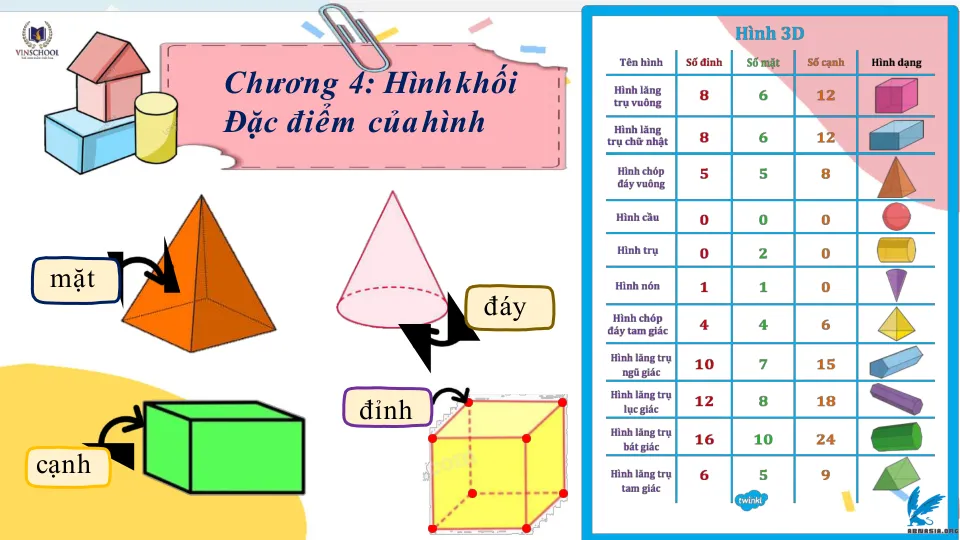 VINSCHOOL
Chương 4: Hình khối
Đặc điểm của hình
mặt
đáy
đỉnh
cạnh
Hình 3D
Tên hình Số đỉnh Số mặt Số cạnh Hình dạng
Hình lăng
trụ vuông 8 6 12
Hình lăng
trụ chữ nhật 8 6 12
Hình chóp
đáy vuông 5 5 8
Hình cầu 0 0 0
Hình trụ 0 2 0
Hình nón 1 1 0
Hình chóp
đáy tam giác 4 4 6
Hình lăng trụ
ngũ giác 10 7 15
Hình lăng trụ
lục giác 12 8 18
Hình lăng trụ
bát giác 16 10 24
Hình lăng trụ
tam giác 6 5 9
twinkl